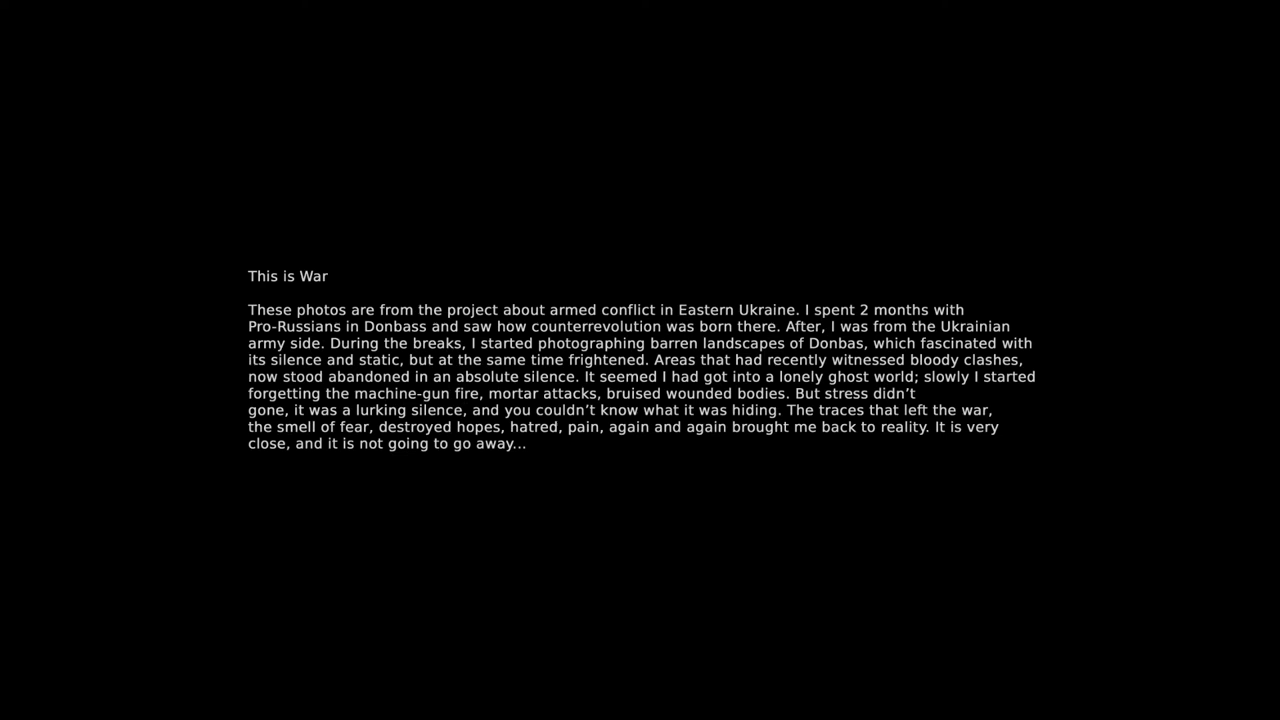 This is War
These photos are from the project about armed conflict in Eastern Ukraine. I spent 2 months with
Pro-Russians in Donbass and saw how counterrevolution was born there. After, I was from the Ukrainian
army side. During the breaks, I started photographing barren landscapes of Donbas, which fascinated with
its silence and static, but at the same time frightened. Areas that had recently witnessed bloody clashes,
now stood abandoned in an absolute silence. It seemed I had got into a lonely ghost world; slowly I started
forgetting the machine-gun fire, mortar attacks, bruised wounded bodies. But stress didn’t
gone, it was a lurking silence, and you couldn’t know what it was hiding. The traces that left the war,
the smell of fear, destroyed hopes, hatred, pain, again and again brought me back to reality. It is very
close, and it is not going to go away...